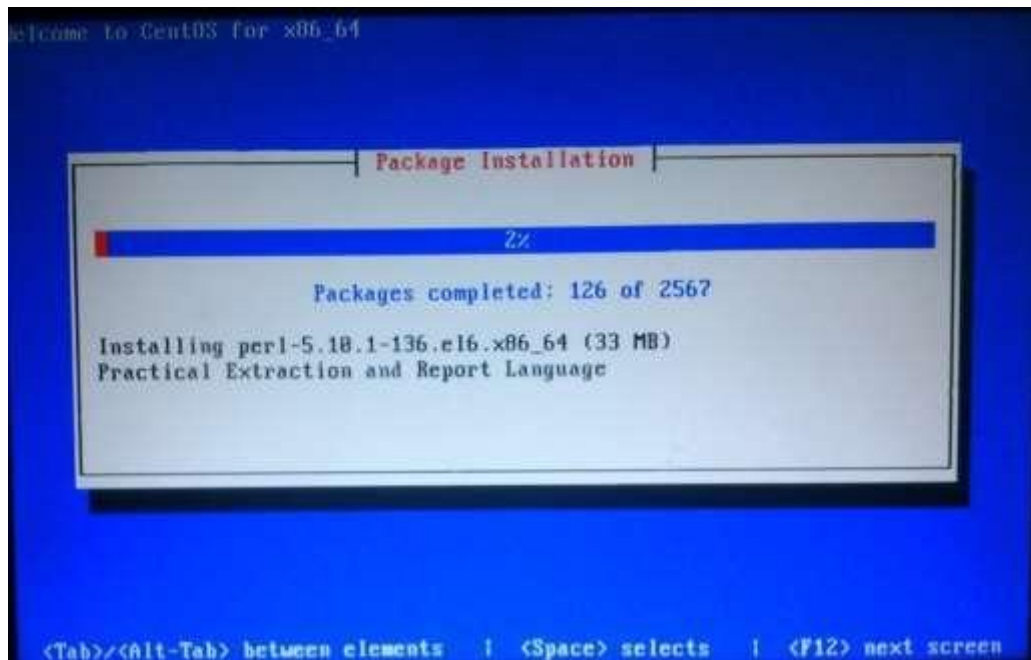 elcome to CentOS for x86_64
Package Installation
2%
Packages completed: 126 of 2567
Installing perl-5.10.1-136.el6.x86_64 (33 MB)
Practical Extraction and Report Language
<Tab>/<Alt-Tab> between elements | <Space> selects | <F12> next screen